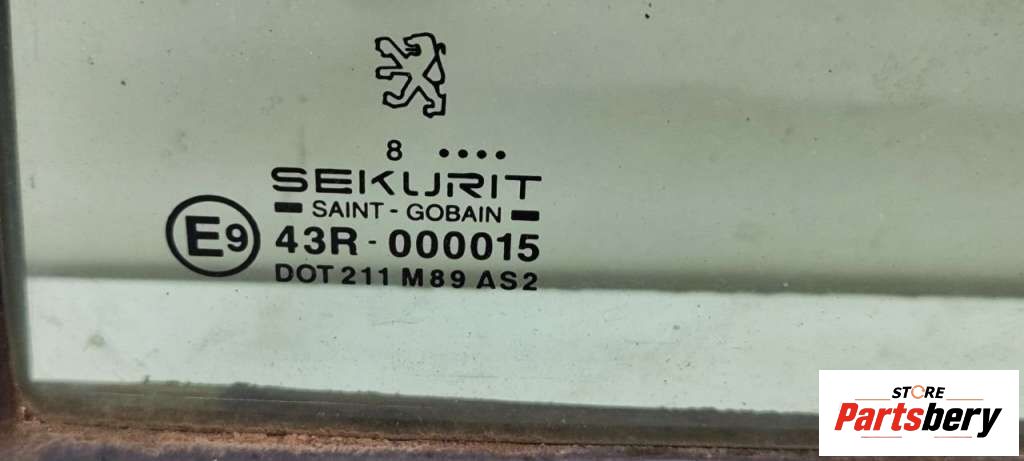 8 ••••
SEKURIT
SAINT - GOBAIN
E9 43R - 000015
DOT 211 M89 AS2
STORE
Partsbery